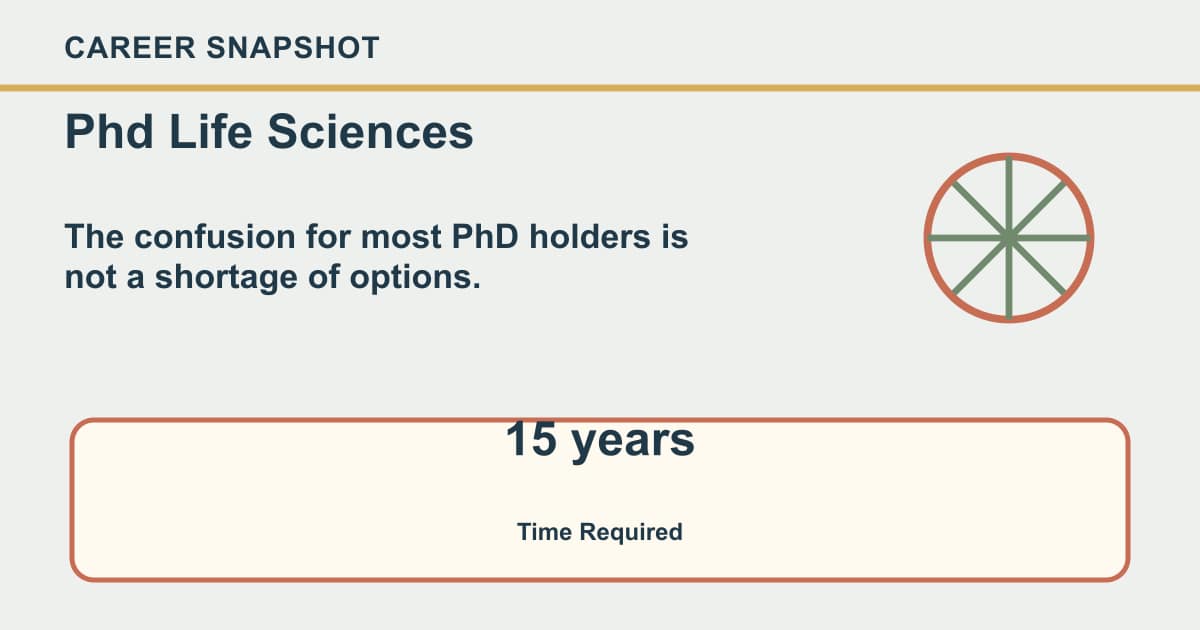 CAREER SNAPSHOT
Phd Life Sciences
The confusion for most PhD holders is
not a shortage of options.
15 years
Time Required